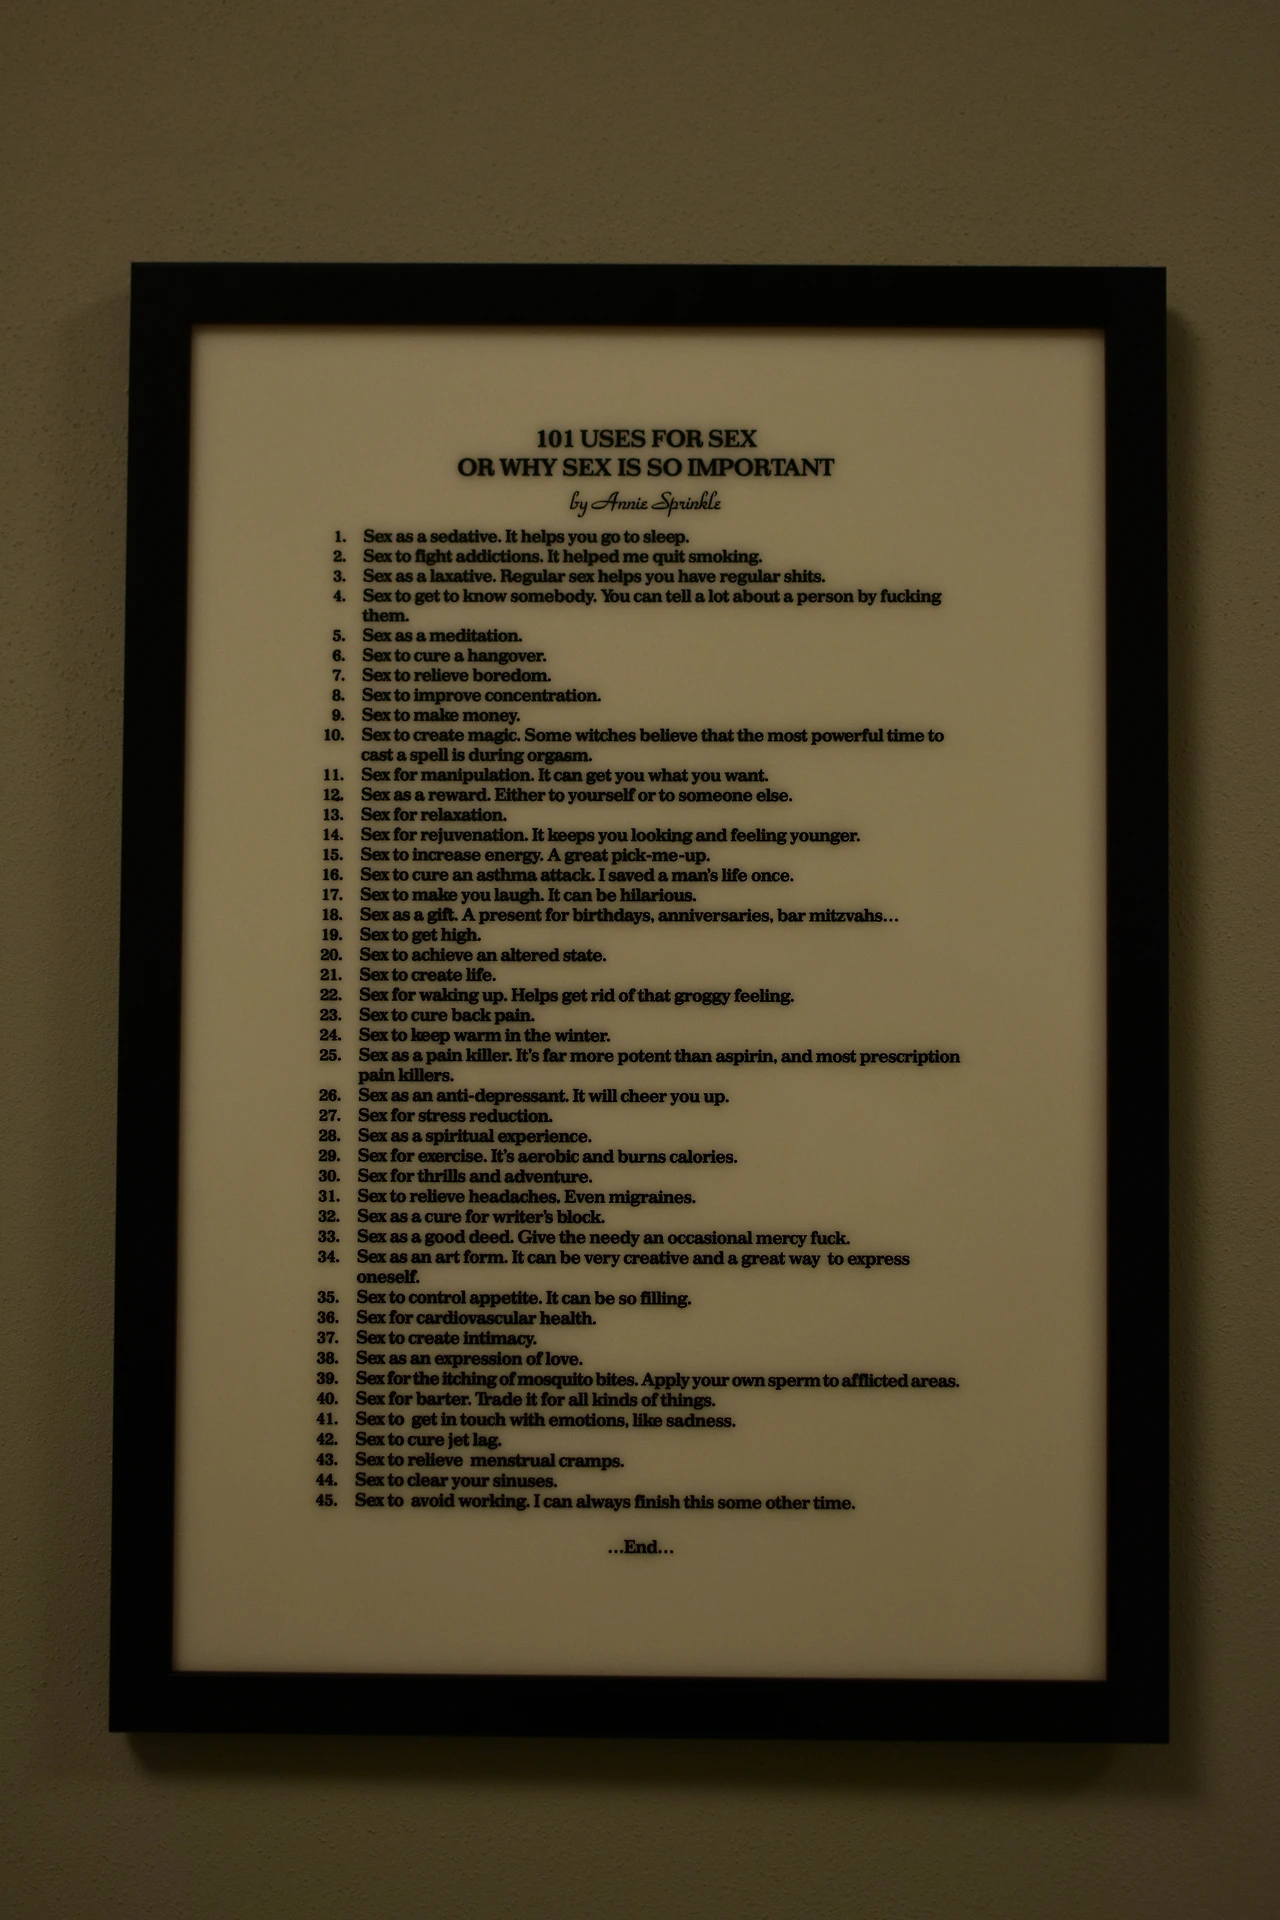 101 USES FOR SEX
OR WHY SEX IS SO IMPORTANT
by Annie Sprinkle
1. Sex as a sedative. It helps you go to sleep.
2. Sex to fight addictions. It helped me quit smoking.
3. Sex as a laxative. Regular sex helps you have regular shits.
4. Sex to get to know somebody. You can tell a lot about a person by fucking
them.
5. Sex as a meditation.
6. Sex to cure a hangover.
7. Sex to relieve boredom.
8. Sex to improve concentration.
9. Sex to make money.
10. Sex to create magic. Some witches believe that the most powerful time to
cast a spell is during orgasm.
11. Sex for manipulation. It can get you what you want.
12. Sex as a reward. Either to yourself or to someone else.
13. Sex for relaxation.
14. Sex for rejuvenation. It keeps you looking and feeling younger.
15. Sex to increase energy. A great pick-me-up.
16. Sex to cure an asthma attack. I saved a man's life once.
17. Sex to make you laugh. It can be hilarious.
18. Sex as a gift. A present for birthdays, anniversaries, bar mitzvahs...
19. Sex to get high.
20. Sex to achieve an altered state.
21. Sex to create life.
22. Sex for waking up. Helps get rid of that groggy feeling.
23. Sex to cure back pain.
24. Sex to keep warm in the winter.
25. Sex as a pain killer. It's far more potent than aspirin, and most prescription
pain killers.
26. Sex as an anti-depressant. It will cheer you up.
27. Sex for stress reduction.
28. Sex as a spiritual experience.
29. Sex for exercise. It's aerobic and burns calories.
30. Sex for thrills and adventure.
31. Sex to relieve headaches. Even migraines.
32. Sex as a cure for writer's block.
33. Sex as a good deed. Give the needy an occasional mercy fuck.
34. Sex as an art form. It can be very creative and a great way to express
oneself.
35. Sex to control appetite. It can be so filling.
36. Sex for cardiovascular health.
37. Sex to create intimacy.
38. Sex as an expression of love.
39. Sex for the itching of mosquito bites. Apply your own sperm to afflicted areas.
40. Sex for barter. Trade it for all kinds of things.
41. Sex to get in touch with emotions, like sadness.
42. Sex to cure jet lag.
43. Sex to relieve menstrual cramps.
44. Sex to clear your sinuses.
45. Sex to avoid working. I can always finish this some other time.
...End...